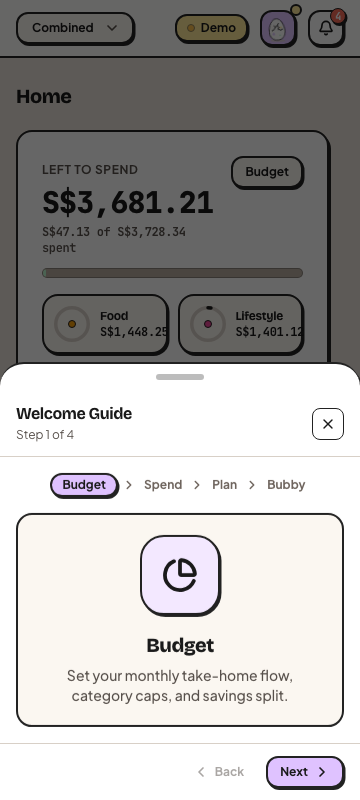 Combined
Demo
4
Home
LEFT TO SPEND
Budget
S$3,681.21
S$47.13 of S$3,728.34
spent
Food
S$1,448.25
Lifestyle
S$1,401.12
Welcome Guide
Step 1 of 4
Budget
Spend
Plan
Bubby
Budget
Set your monthly take-home flow,
category caps, and savings split.
Back
Next